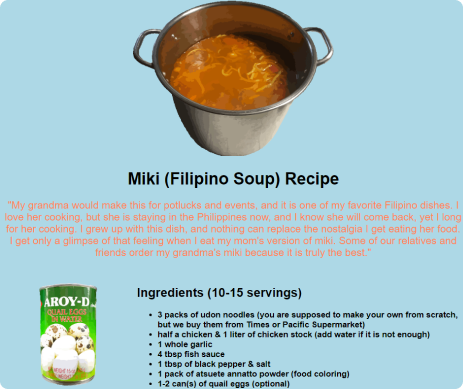 Miki (Filipino Soup) Recipe
"My grandma would make this for potlucks and events, and it is one of my favorite Filipino dishes. I
love her cooking, but she is staying in the Philippines now, and I know she will come back, yet I long
for her cooking. I grew up with this dish, and nothing can replace the nostalgia I get eating her food.
I get only a glimpse of that feeling when I eat my mom's version of miki. Some of our relatives and
friends order my grandma's miki because it is truly the best."
AROY-D
QUAIL EGGS
IN WATER
Ingredients (10-15 servings)
• 3 packs of udon noodles (you are supposed to make your own from scratch,
but we buy them from Times or Pacific Supermarket)
• half a chicken & 1 liter of chicken stock (add water if it is not enough)
• 1 whole garlic
• 4 tbsp fish sauce
• 1 tbsp of black pepper & salt
• 1 pack of atsuete annatto powder (food coloring)
• 1-2 can(s) of quail eggs (optional)